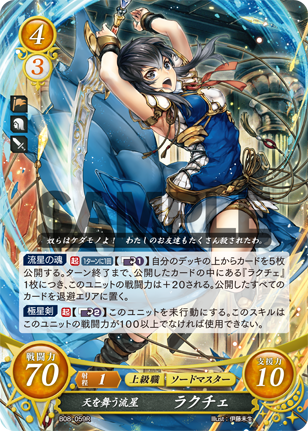 4
3
SAMPLE
奴らはケダモノよ！ わたしのお友達もたくさん殺されたわ。
流星の魂 起 1ターンに1回 1 自分のデッキの上からカードを5枚
公開する。ターン終了まで、公開したカードの中にある『ラクチェ』
1枚につき、このユニットの戦闘力は+20される。公開したすべての
カードを退避エリアに置く。
極星剣 起 1 このユニットを未行動にする。このスキルは
このユニットの戦闘力が100以上でなければ使用できない。
戦闘力
70
射程 1 上級職 ソードマスター
支援力
10
天を舞う流星 ラクチェ
B08_059R
Illust：伊藤未生